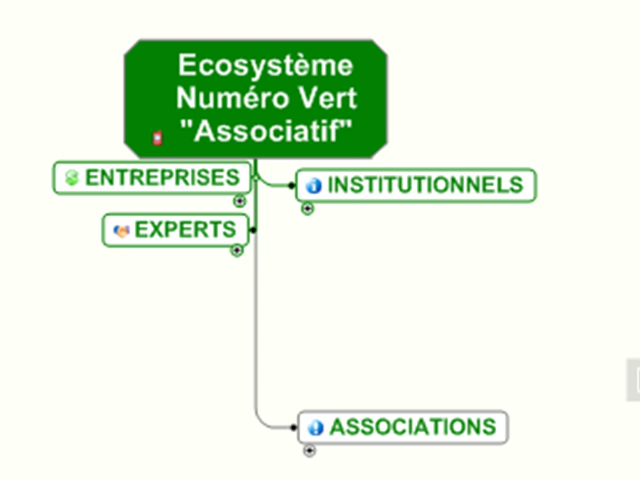 Ecosystème
Numéro Vert
"Associatif"
ENTREPRISES
INSTITUTIONNELS
EXPERTS
ASSOCIATIONS